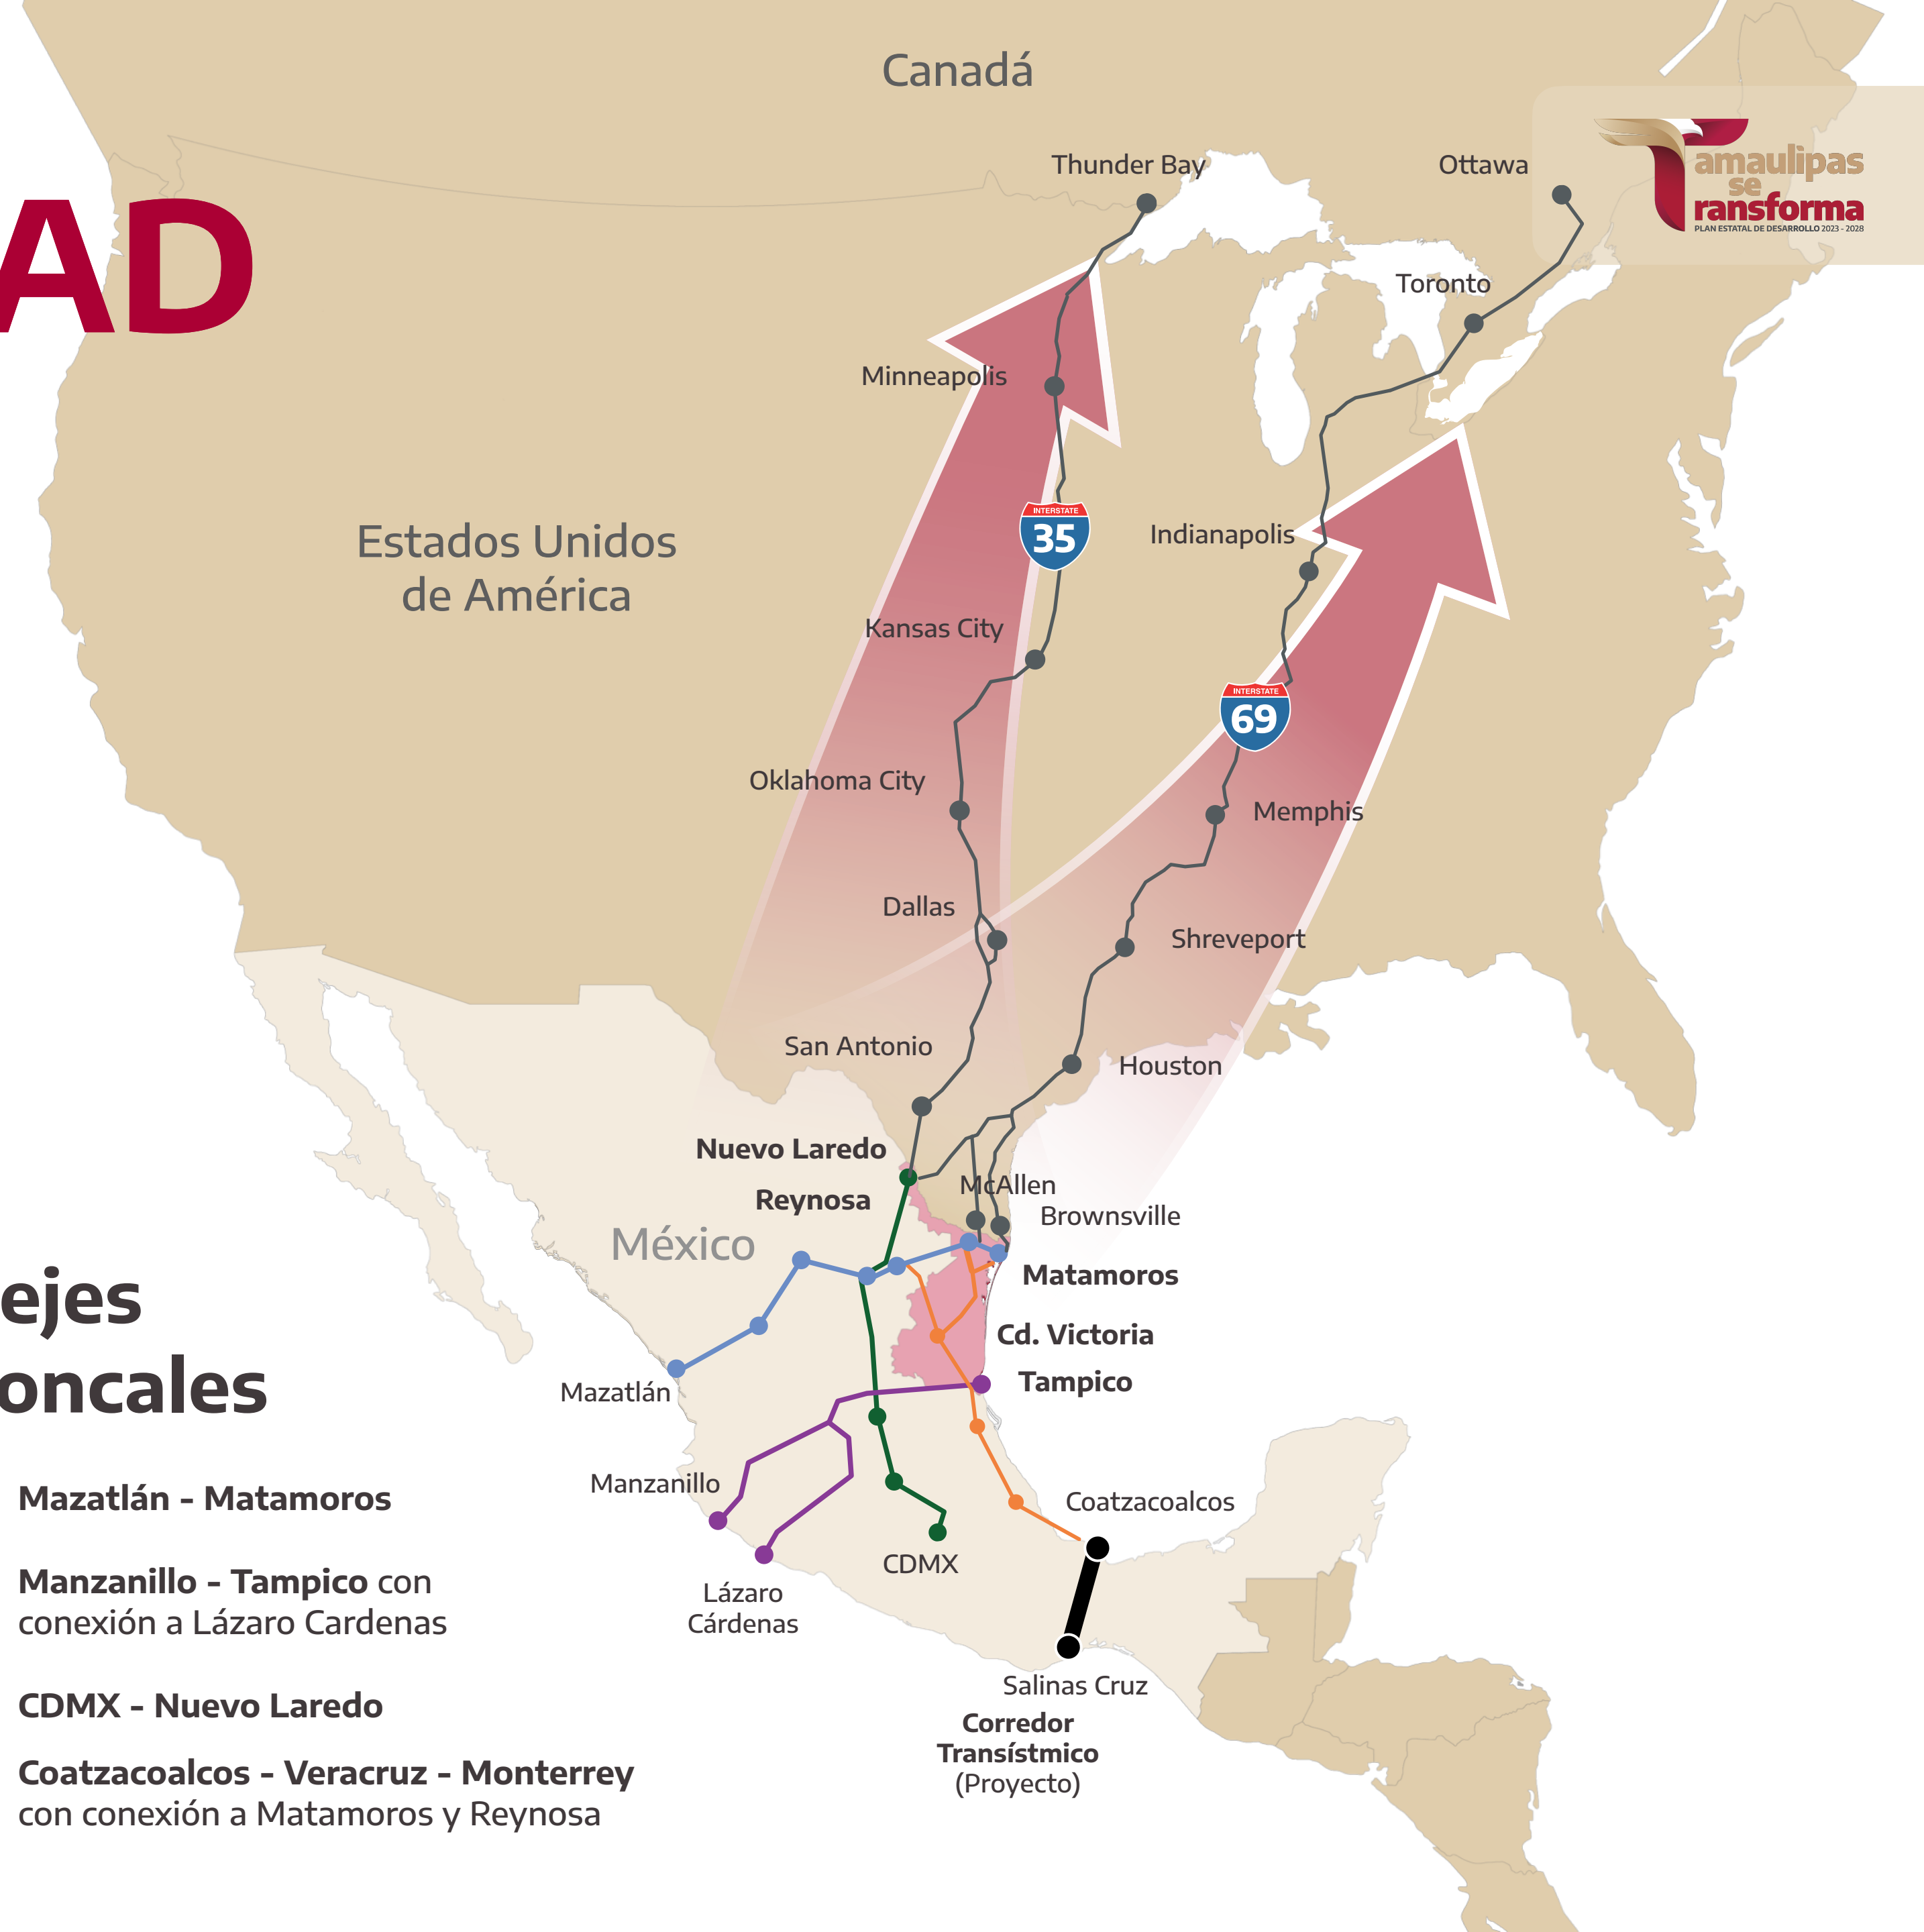 Canadá
Thunder Bay
Ottawa
amaulipas
se
ransforma
PLAN ESTATAL DE DESARROLLO 2023 - 2028
AD
Toronto
Minneapolis
INTERSTATE
35
Estados Unidos
de América
Indianapolis
Kansas City
INTERSTATE
69
Oklahoma City
Memphis
Dallas
Shreveport
San Antonio
Houston
Nuevo Laredo
McAllen
Reynosa
Brownsville
México
Matamoros
Cd. Victoria
Tampico
Mazatlán
Manzanillo
Coatzacoalcos
CDMX
Lázaro
Cárdenas
Salinas Cruz
Corredor
Transístmico
(Proyecto)
ejes
oncales
Mazatlán - Matamoros
Manzanillo - Tampico con
conexión a Lázaro Cardenas
CDMX - Nuevo Laredo
Coatzacoalcos - Veracruz - Monterrey
con conexión a Matamoros y Reynosa